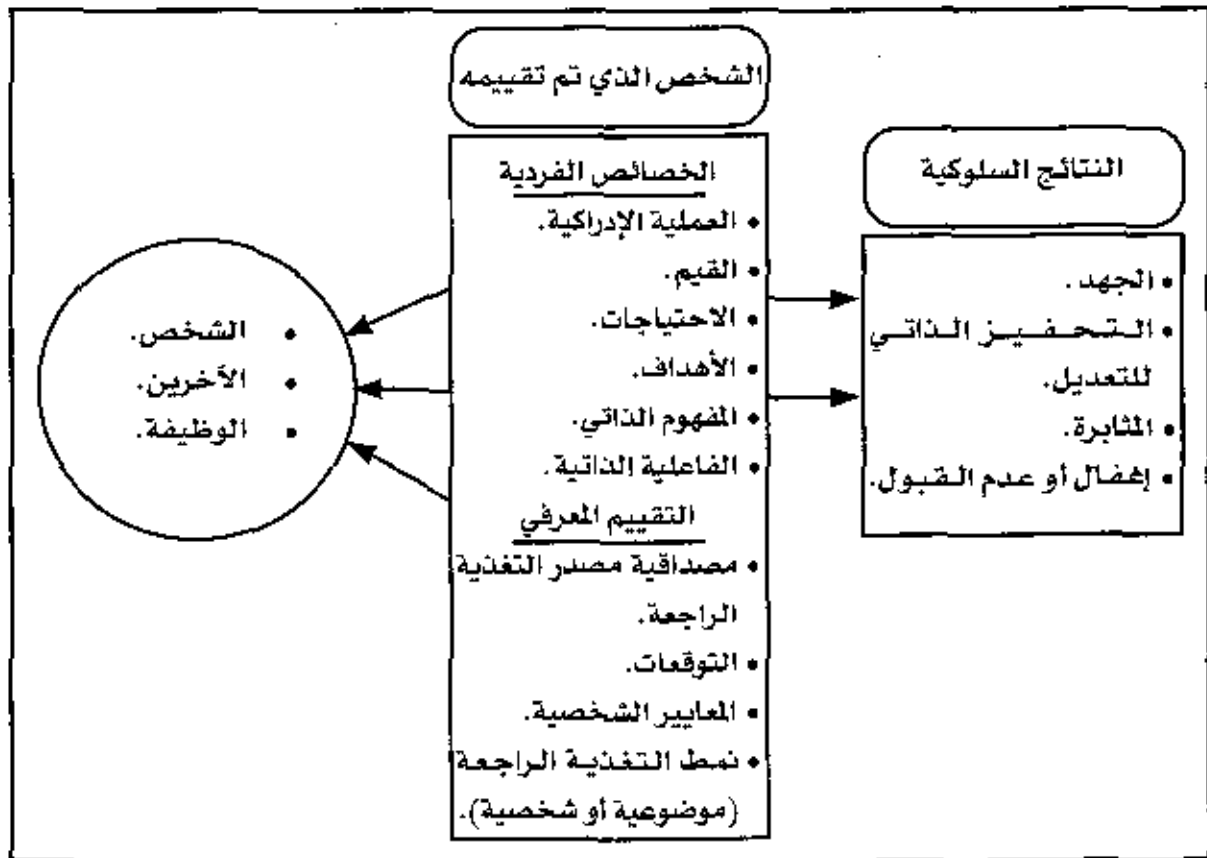 الشخص الذي تم تقييمه
الخصائص الفردية
• العملية الإدراكية.
• القيم.
• الاحتياجات.
• الأهداف.
• المفهوم الذاتي.
• الفاعلية الذاتية.
التقييم المعرفي
• مصداقية مصدر التغذية
الراجعة.
• التوقعات.
• المعايير الشخصية.
• نمط التغذية الراجعة
(موضوعية أو شخصية).
النتائج السلوكية
• الجهد.
• التحفيز الذاتي
للتعديل.
• المثابرة.
• إغفال أو عدم القبول.
• الشخص.
• الآخرين.
• الوظيفة.